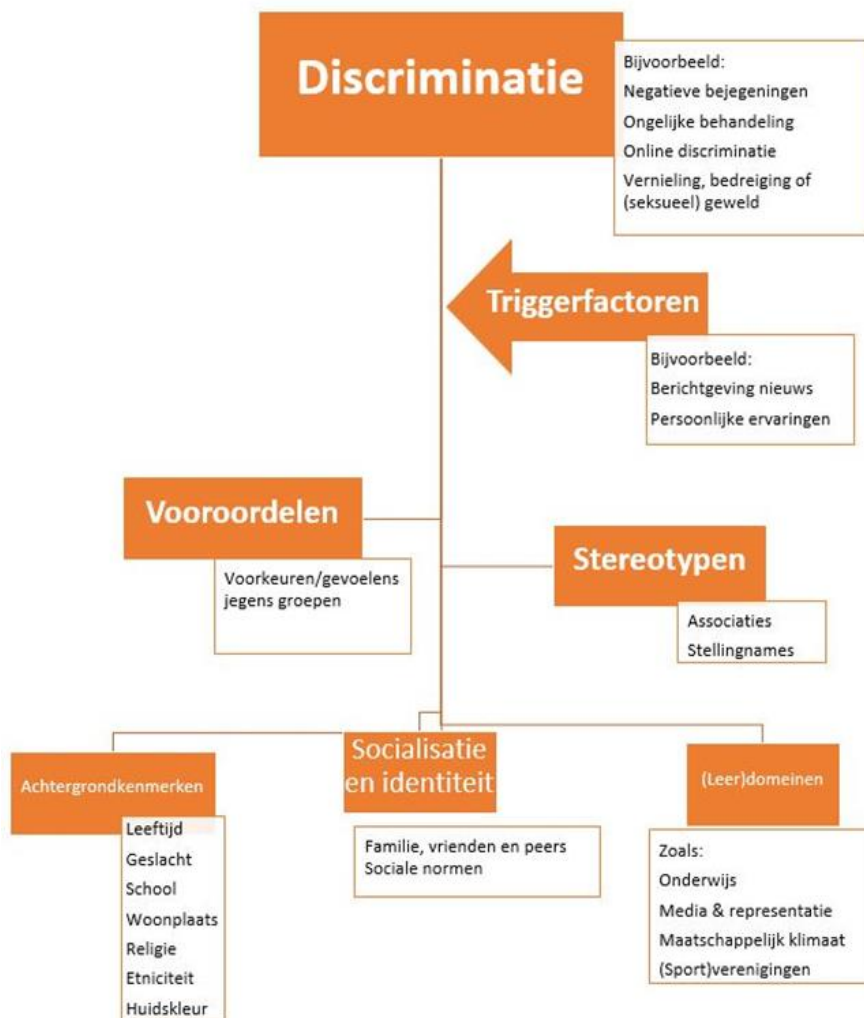 Discriminatie
Bijvoorbeeld:
Negatieve bejegeningen
Ongelijke behandeling
Online discriminatie
Vernieling, bedreiging of
(seksueel) geweld
Triggerfactoren
Bijvoorbeeld:
Berichtgeving nieuws
Persoonlijke ervaringen
Vooroordelen
Voorkeuren/gevoelens
jegens groepen
Stereotypen
Associaties
Stellingnames
Achtergrondkenmerken
Leeftijd
Geslacht
School
Woonplaats
Religie
Etniciteit
Huidskleur
Socialisatie
en identiteit
Familie, vrienden en peers
Sociale normen
(Leer)domeinen
Zoals:
Onderwijs
Media & representatie
Maatschappelijk klimaat
(Sport)verenigingen